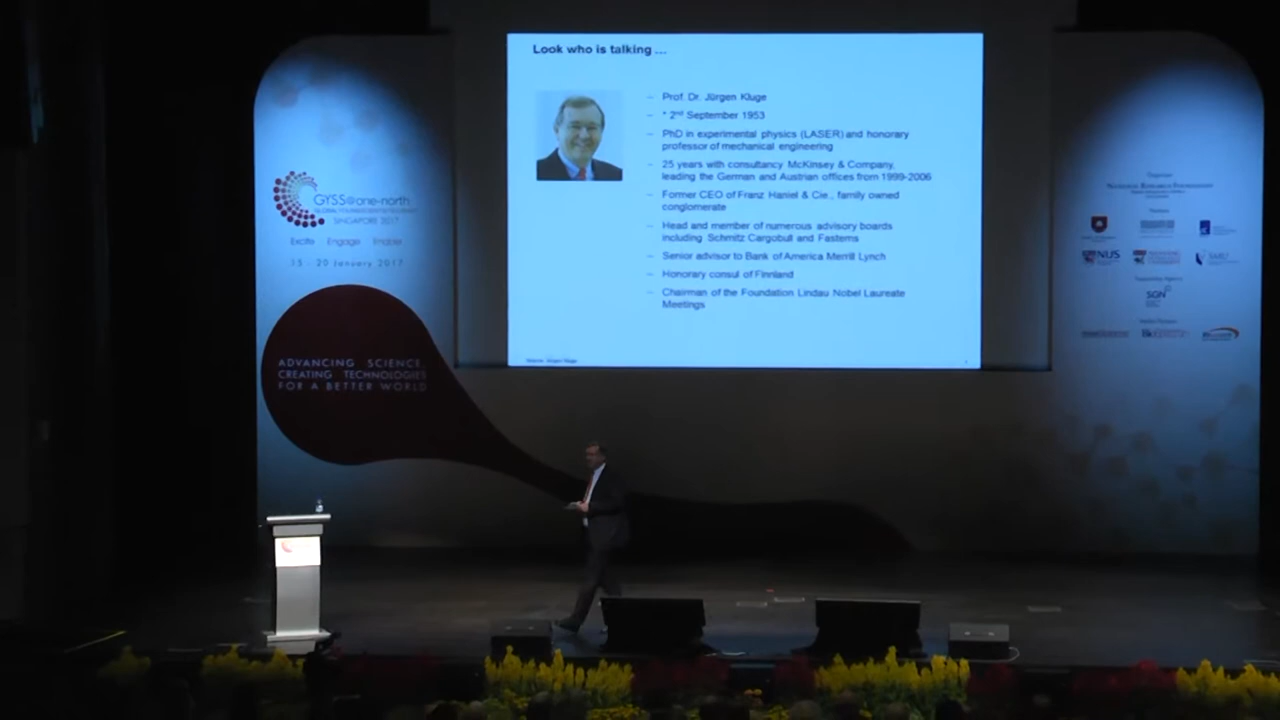 Look who is talking ...
– Prof. Dr. Jürgen Kluge
– * 2nd September 1953
– PhD in experimental physics (LASER) and honorary
professor of mechanical engineering
– 25 years with consultancy McKinsey & Company,
leading the German and Austrian offices from 1999-2006
– Former CEO of Franz Haniel & Cie., family owned
conglomerate
– Head and member of numerous advisory boards
including Schmitz Cargobull and Fastems
– Senior advisor to Bank of America Merrill Lynch
– Honorary consul of Finnland
– Chairman of the Foundation Lindau Nobel Laureate
Meetings
GYSS@one-north
SINGAPORE 2017
Excite Engage Enable
15 - 20 January 2017
ADVANCING SCIENCE,
CREATING TECHNOLOGIES
FOR A BETTER WORLD
NATIONAL RESEARCH FOUNDATION
NUS
SMU
SGN